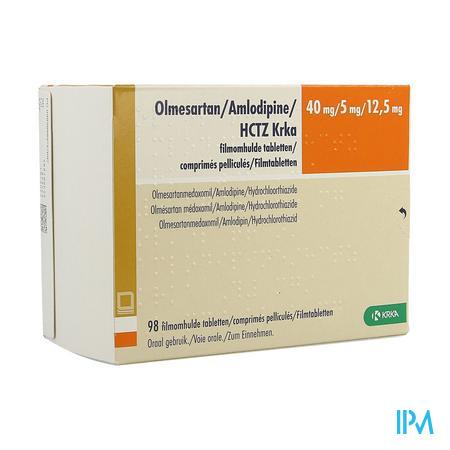 Olmesartan/Amlodipine/
HCTZ Krka
40 mg/5 mg/12,5 mg
filmomhulde tabletten/
comprimés pelliculés/Filmtabletten
Olmesartanmedoxomil/Amlodipine/Hydrochloorthiazide
Olmésartan médoxomil/Amlodipine/Hydrochlorothiazide
Olmesartanmedoxomil/Amlodipin/Hydrochlorothiazid
98 filmomhulde tabletten/comprimés pelliculés/Filmtabletten
Oraal gebruik./Voie orale./Zum Einnehmen.
KRKA
IPM